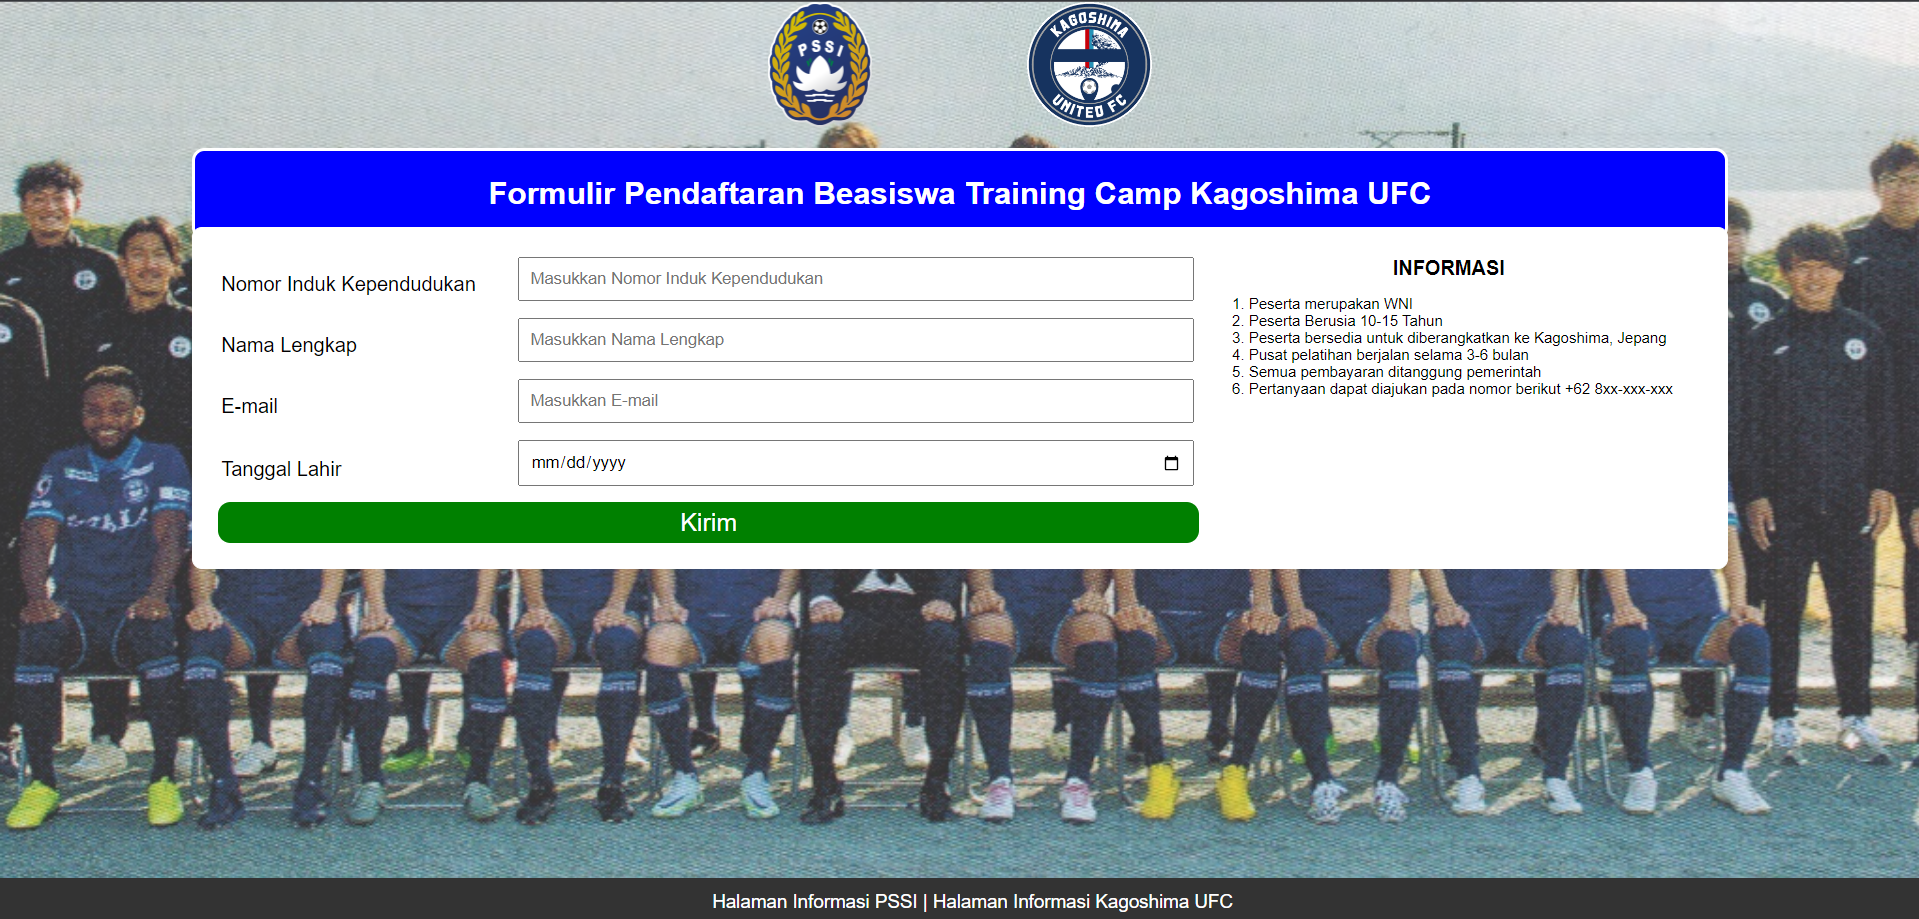 PSSI
KAGOSHIMA
UNITED FC
Formulir Pendaftaran Beasiswa Training Camp Kagoshima UFC
Nomor Induk Kependudukan
Masukkan Nomor Induk Kependudukan
Nama Lengkap
Masukkan Nama Lengkap
E-mail
Masukkan E-mail
Tanggal Lahir
mm/dd/yyyy
Kirim
INFORMASI
1. Peserta merupakan WNI
2. Peserta Berusia 10-15 Tahun
3. Peserta bersedia untuk diberangkatkan ke Kagoshima, Jepang
4. Pusat pelatihan berjalan selama 3-6 bulan
5. Semua pembayaran ditanggung pemerintah
6. Pertanyaan dapat diajukan pada nomor berikut +62 8xx-xxx-xxx
Halaman Informasi PSSI | Halaman Informasi Kagoshima UFC